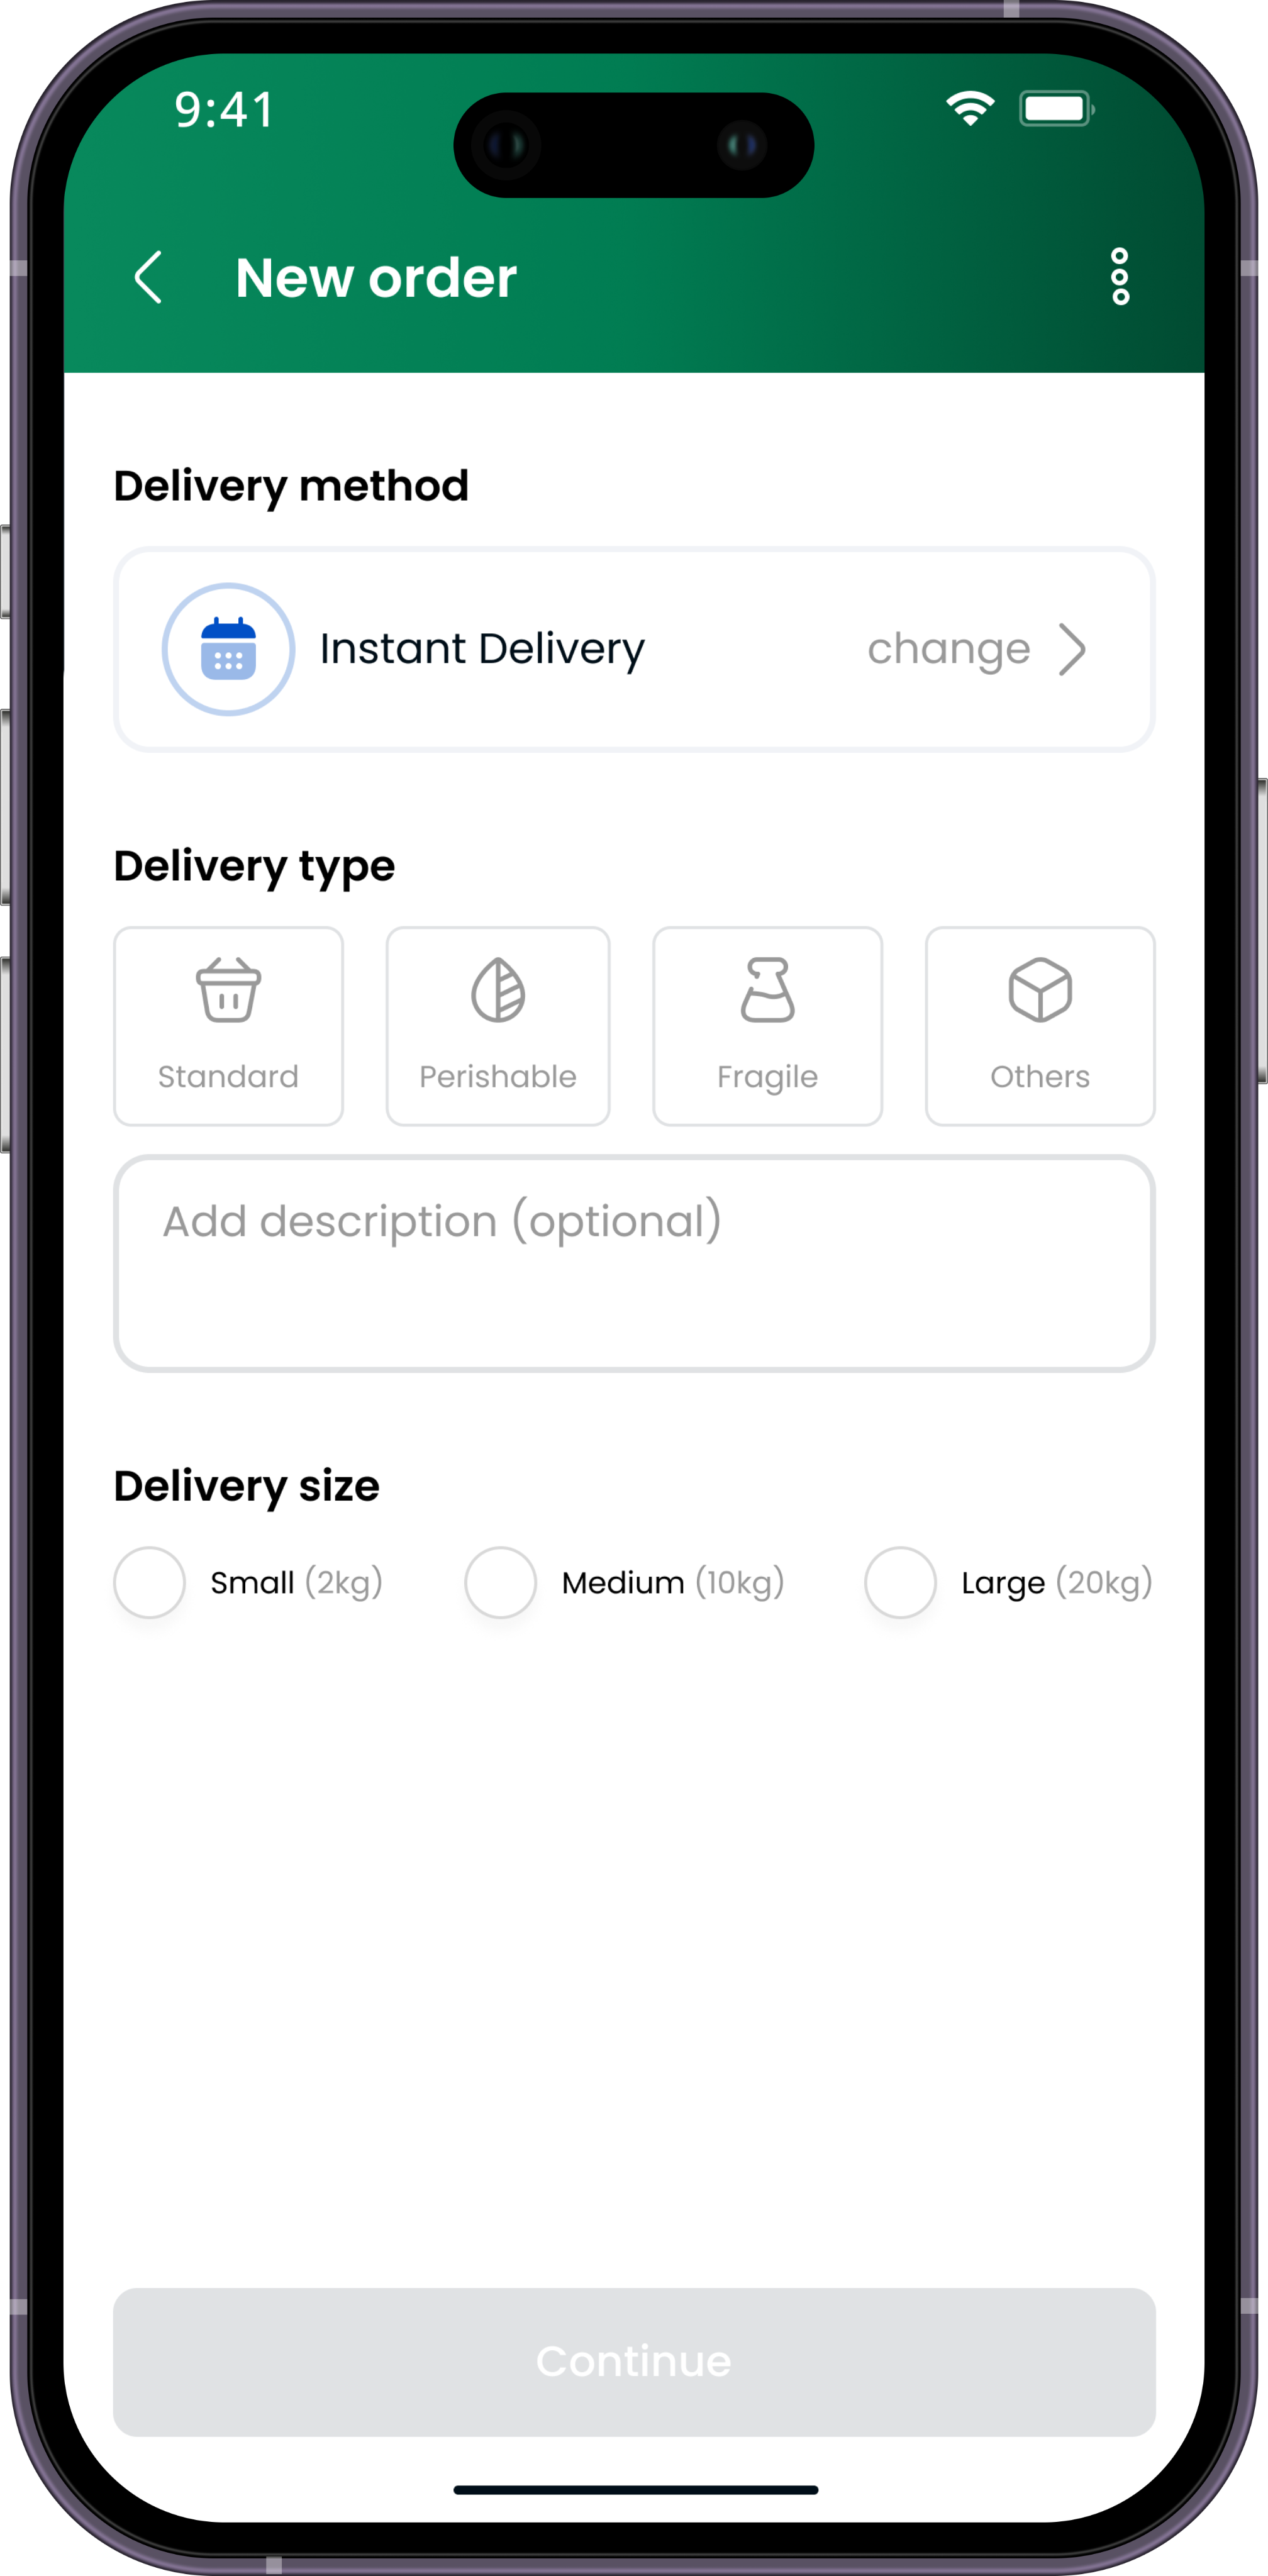 9:41
New order
Delivery method
Instant Delivery change
Delivery type
Standard Perishable Fragile Others
Add description (optional)
Delivery size
Small (2kg) Medium (10kg) Large (20kg)
Continue